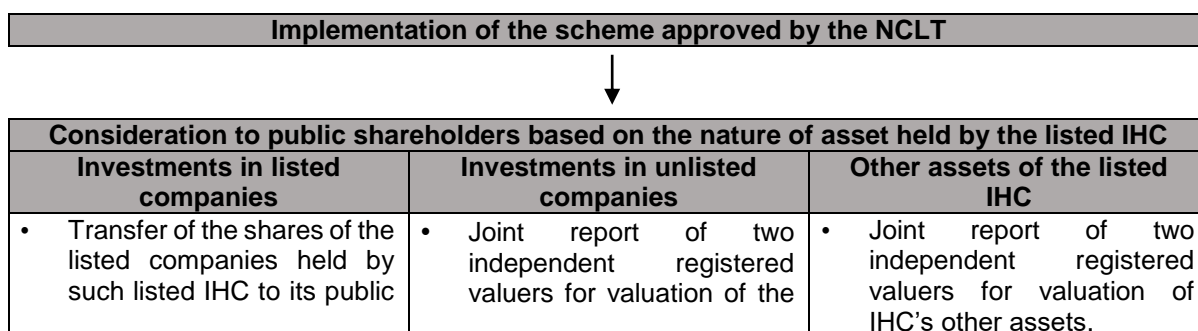 Implementation of the scheme approved by the NCLT
Consideration to public shareholders based on the nature of asset held by the listed IHC
Investments in listed
companies
Investments in unlisted
companies
Other assets of the listed
IHC
• Transfer of the shares of the
listed companies held by
such listed IHC to its public
• Joint report of two
independent registered
valuers for valuation of the
• Joint report of two
independent registered
valuers for valuation of
IHC's other assets.